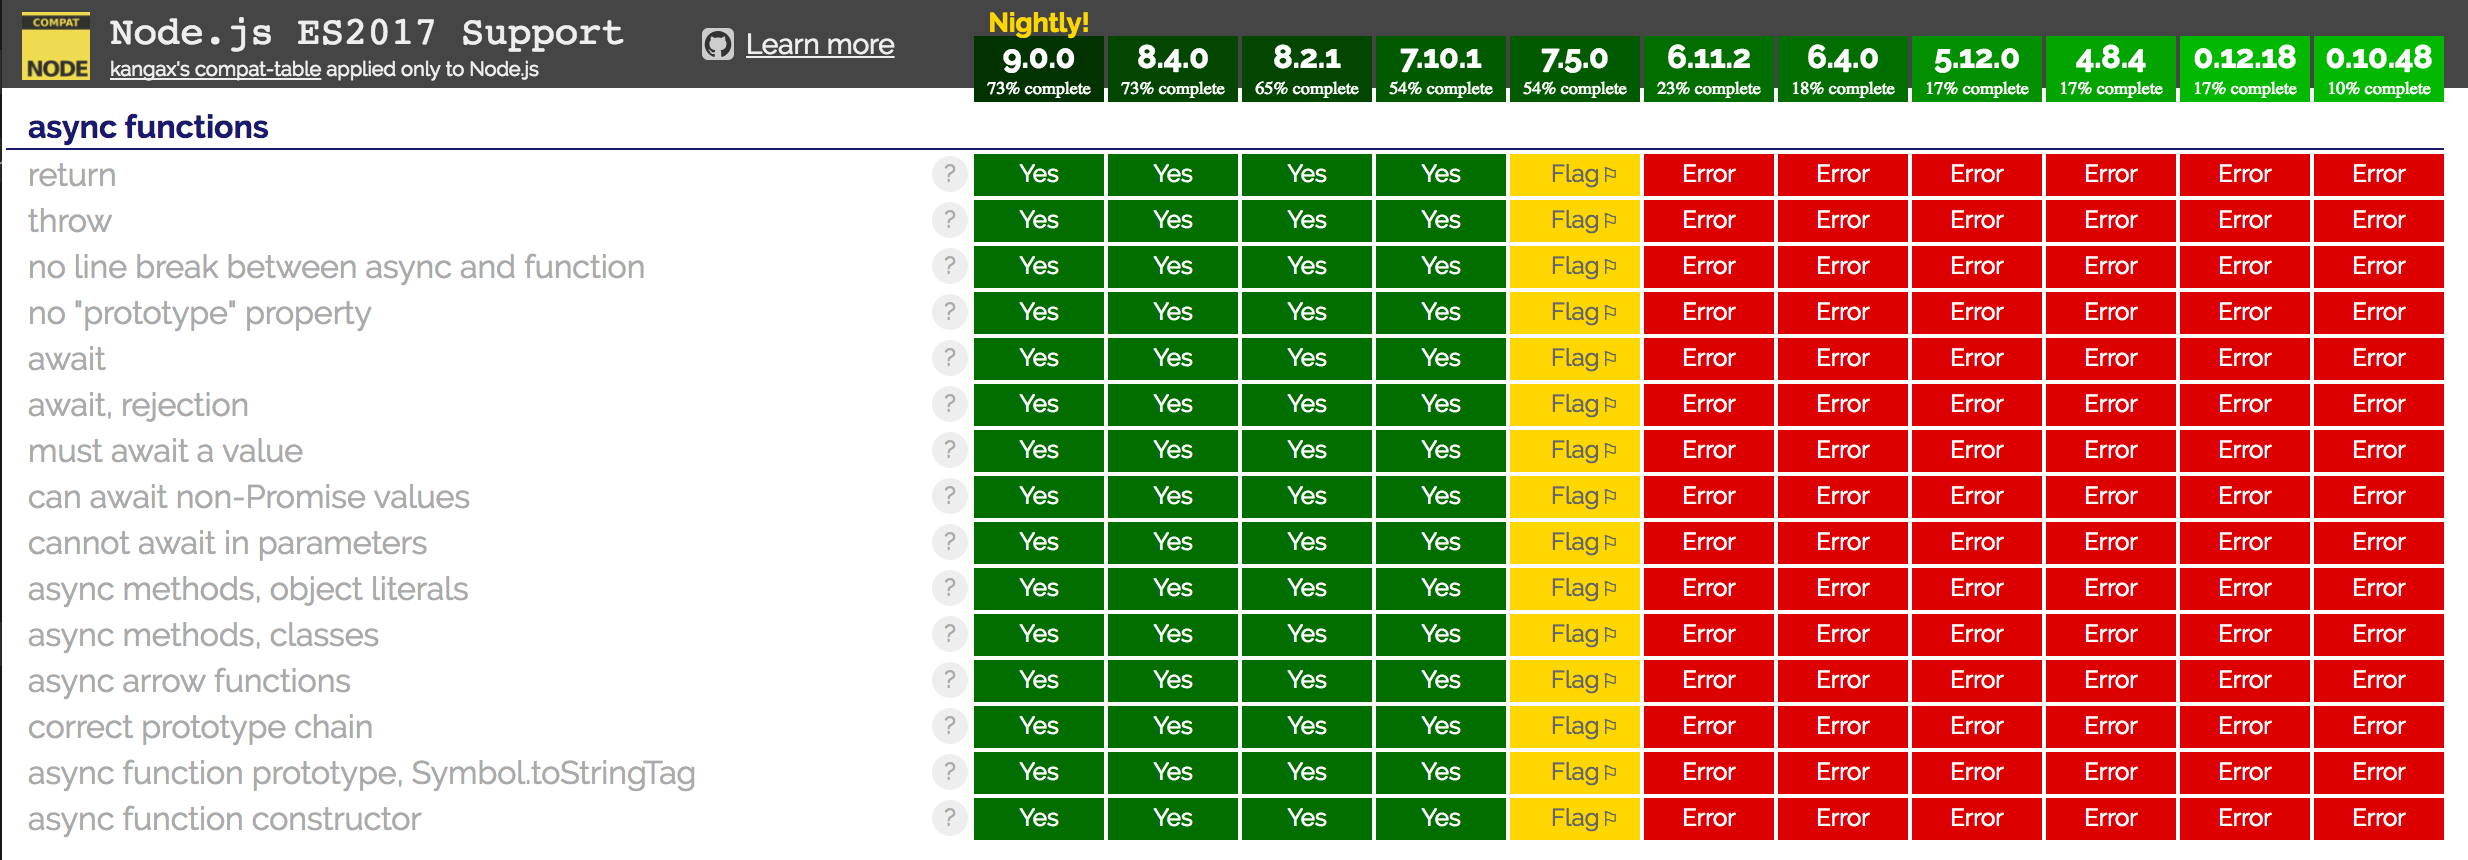 COMPAT
NODE
Node.js ES2017 Support
kangax's compat-table applied only to Node.js
Learn more
Nightly!
9.0.0 8.4.0 8.2.1 7.10.1 7.5.0 6.11.2 6.4.0 5.12.0 4.8.4 0.12.18 0.10.48
73% complete 73% complete 65% complete 54% complete 54% complete 23% complete 18% complete 17% complete 17% complete 17% complete 10% complete
async functions
return ? Yes Yes Yes Yes Flag⚐ Error Error Error Error Error Error
throw ? Yes Yes Yes Yes Flag⚐ Error Error Error Error Error Error
no line break between async and function ? Yes Yes Yes Yes Flag⚐ Error Error Error Error Error Error
no "prototype" property ? Yes Yes Yes Yes Flag⚐ Error Error Error Error Error Error
await ? Yes Yes Yes Yes Flag⚐ Error Error Error Error Error Error
await, rejection ? Yes Yes Yes Yes Flag⚐ Error Error Error Error Error Error
must await a value ? Yes Yes Yes Yes Flag⚐ Error Error Error Error Error Error
can await non-Promise values ? Yes Yes Yes Yes Flag⚐ Error Error Error Error Error Error
cannot await in parameters ? Yes Yes Yes Yes Flag⚐ Error Error Error Error Error Error
async methods, object literals ? Yes Yes Yes Yes Flag⚐ Error Error Error Error Error Error
async methods, classes ? Yes Yes Yes Yes Flag⚐ Error Error Error Error Error Error
async arrow functions ? Yes Yes Yes Yes Flag⚐ Error Error Error Error Error Error
correct prototype chain ? Yes Yes Yes Yes Flag⚐ Error Error Error Error Error Error
async function prototype, Symbol.toStringTag ? Yes Yes Yes Yes Flag⚐ Error Error Error Error Error Error
async function constructor ? Yes Yes Yes Yes Flag⚐ Error Error Error Error Error Error